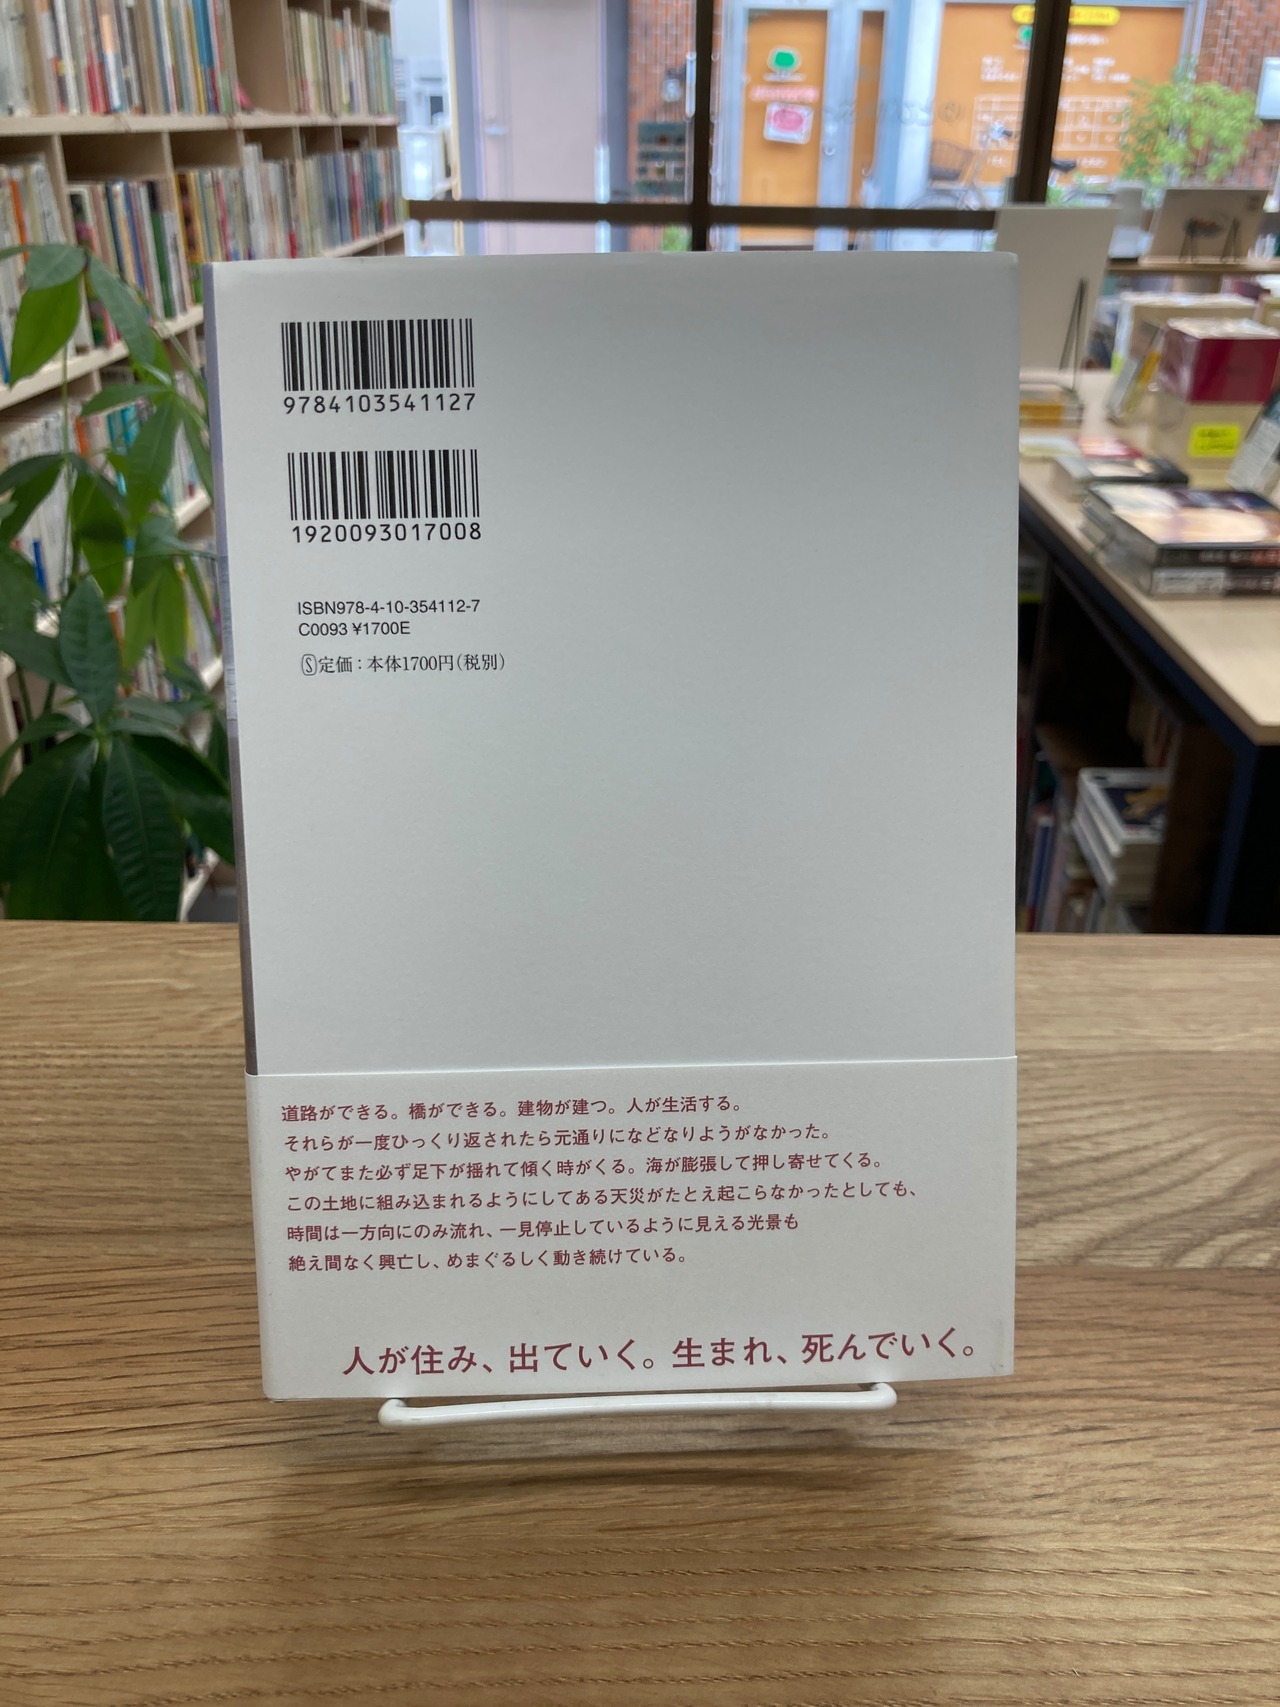 9784103541127
1920093017008
ISBN978-4-10-354112-7
C0093 ¥1700E
Ⓢ定価：本体1700円(税別)
道路ができる。橋ができる。建物が建つ。人が生活する。
それらが一度ひっくり返されたら元通りになどなりようがなかった。
やがてまた必ず足下が揺れて傾く時がくる。海が膨張して押し寄せてくる。
この土地に組み込まれるようにしてある天災がたとえ起こらなかったとしても、
時間は一方向にのみ流れ、一見停止しているように見える光景も
絶え間なく興亡し、めまぐるしく動き続けている。
人が住み、出ていく。生まれ、死んでいく。